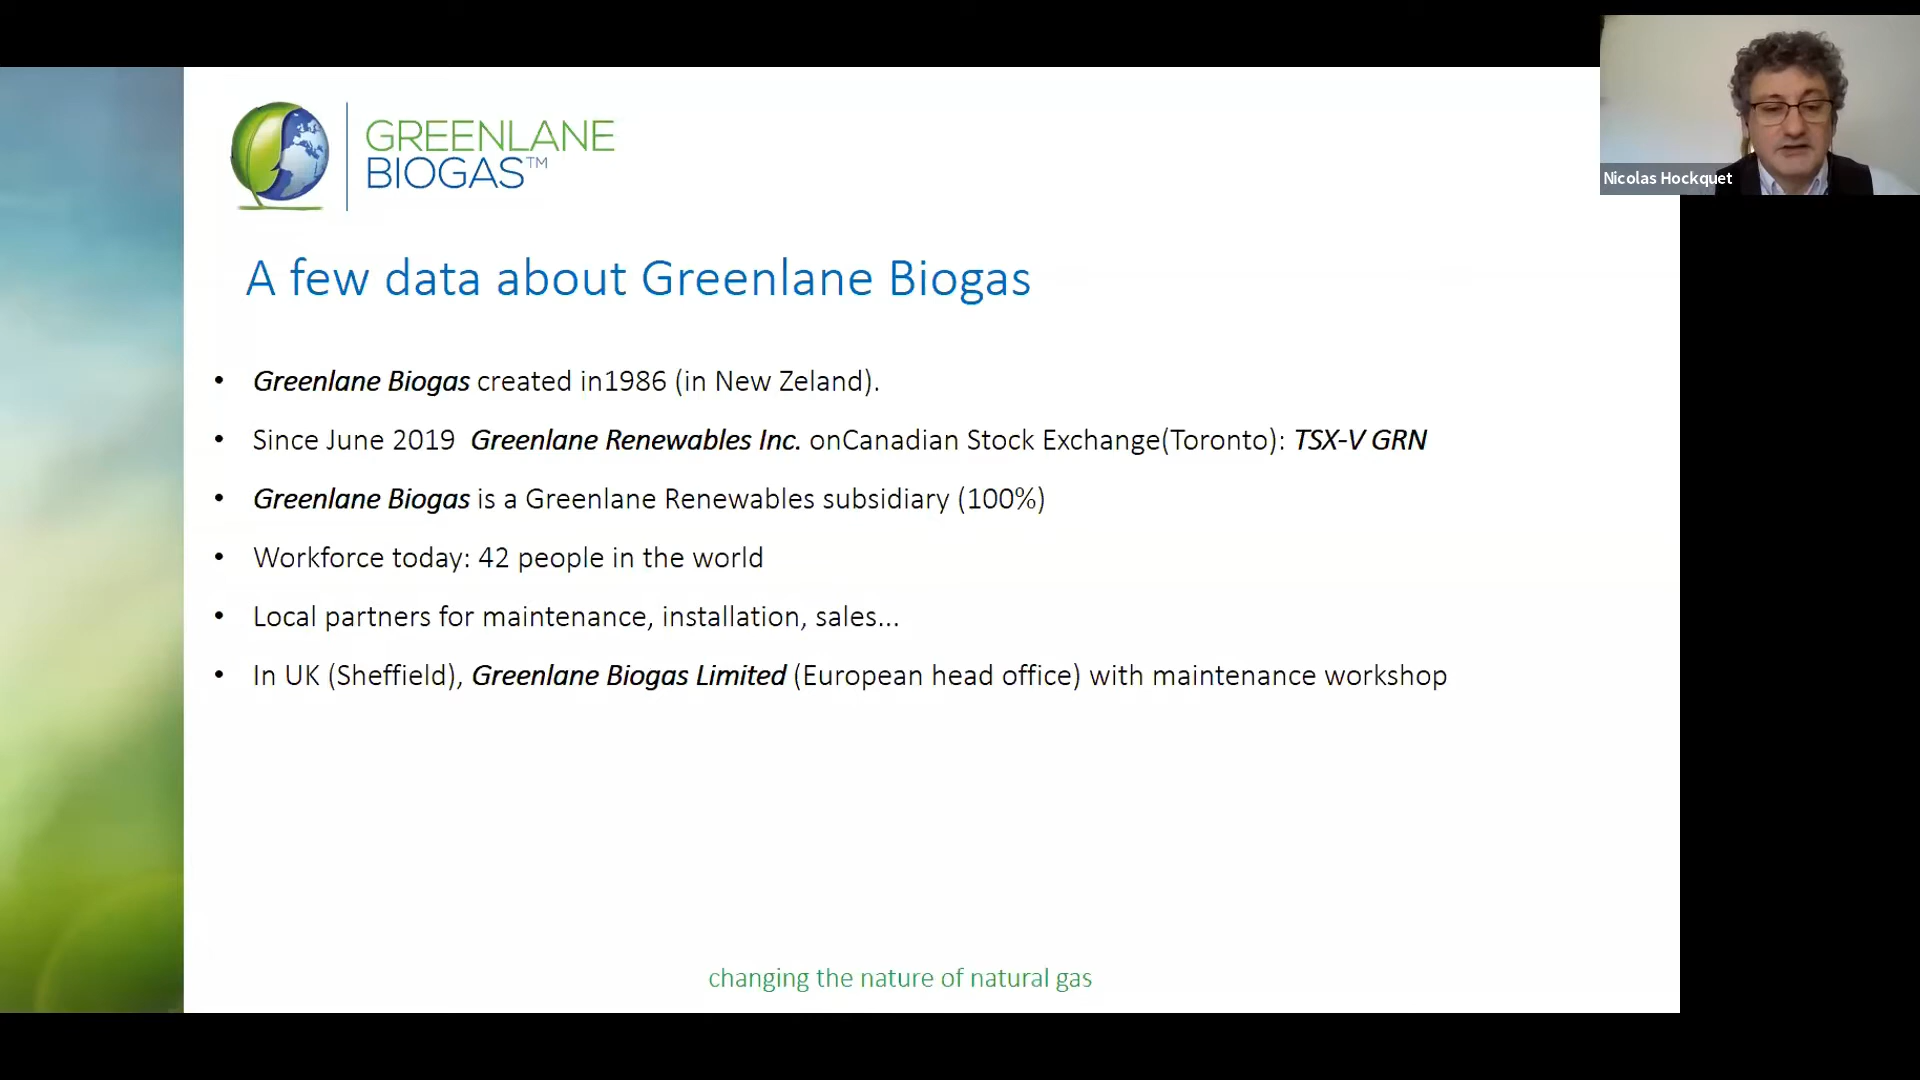 Nicolas Hockquet
GREENLANE
BIOGAS™
A few data about Greenlane Biogas
• Greenlane Biogas created in1986 (in New Zeland).
• Since June 2019 Greenlane Renewables Inc. onCanadian Stock Exchange(Toronto): TSX-V GRN
• Greenlane Biogas is a Greenlane Renewables subsidiary (100%)
• Workforce today: 42 people in the world
• Local partners for maintenance, installation, sales...
• In UK (Sheffield), Greenlane Biogas Limited (European head office) with maintenance workshop
changing the nature of natural gas